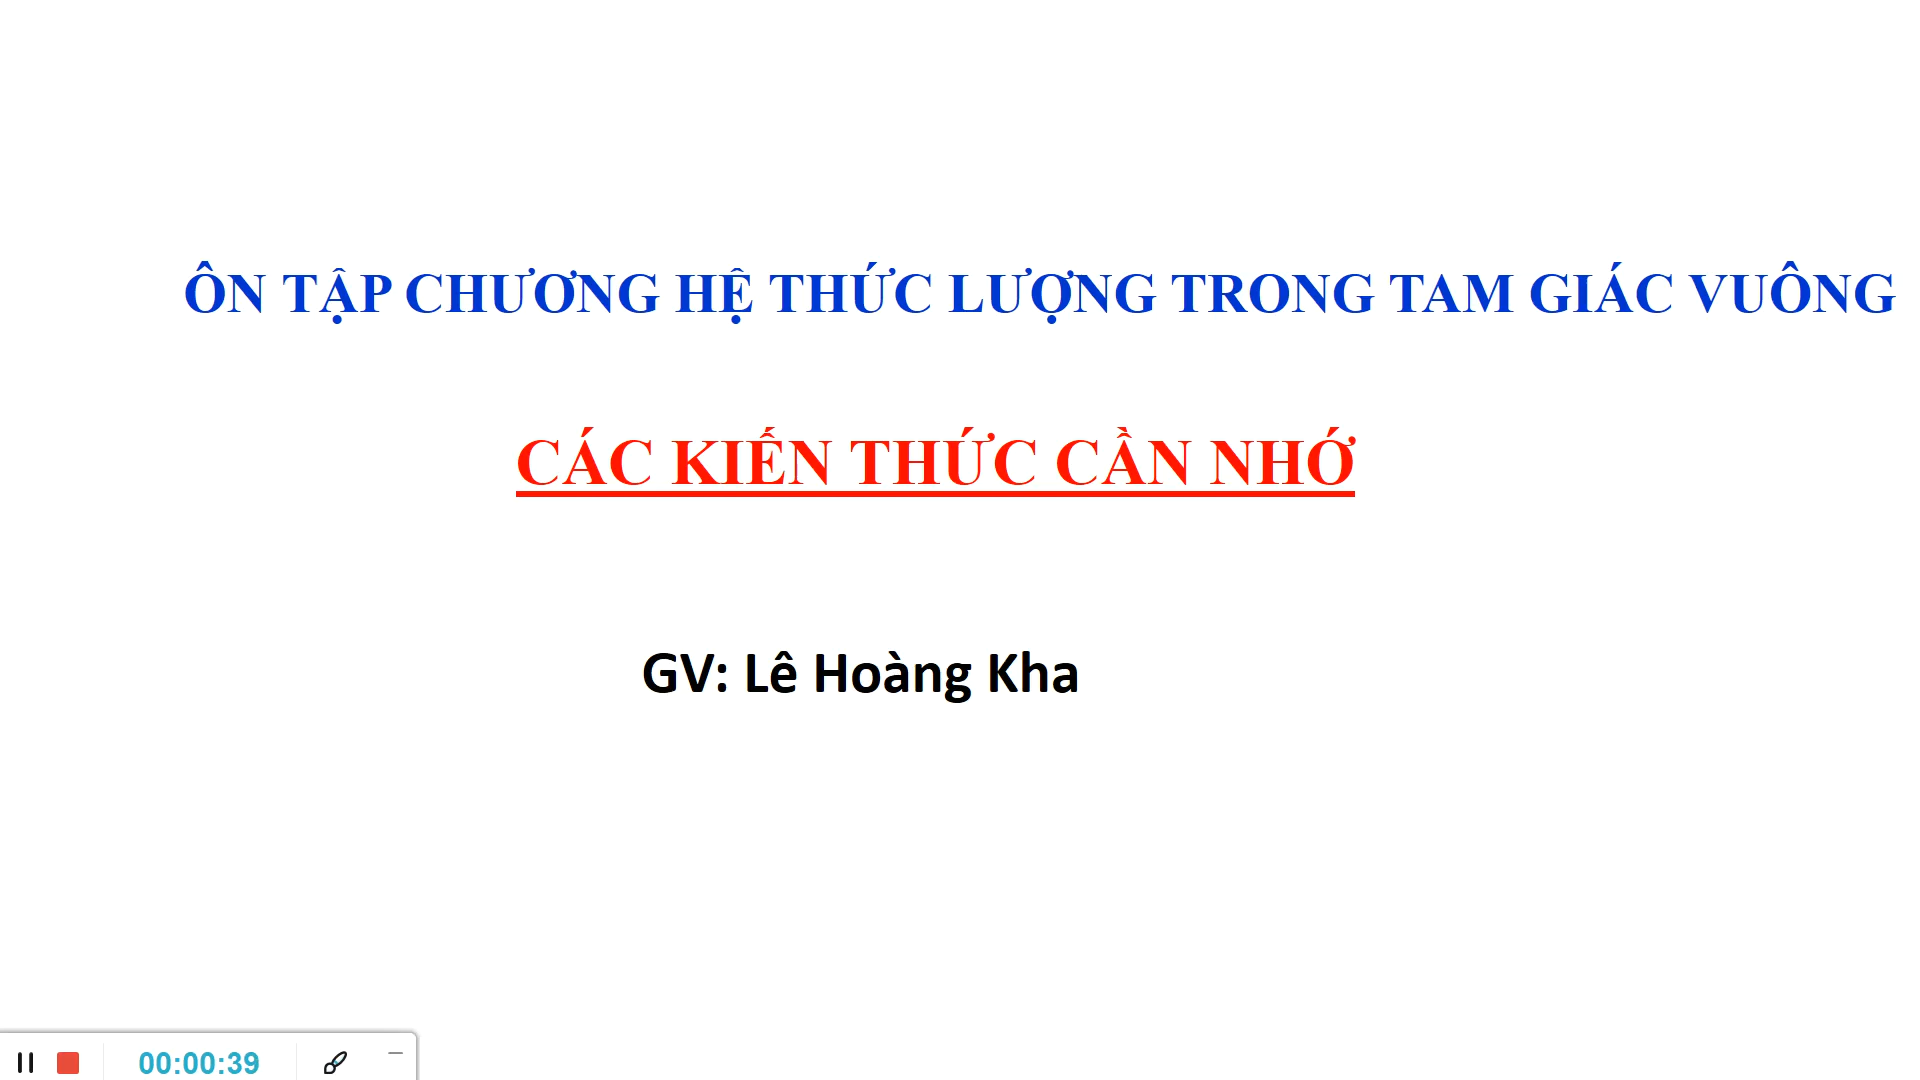 ÔN TẬP CHƯƠNG HỆ THỨC LƯỢNG TRONG TAM GIÁC VUÔNG
CÁC KIẾN THỨC CẦN NHỚ
GV: Lê Hoàng Kha
00:00:39